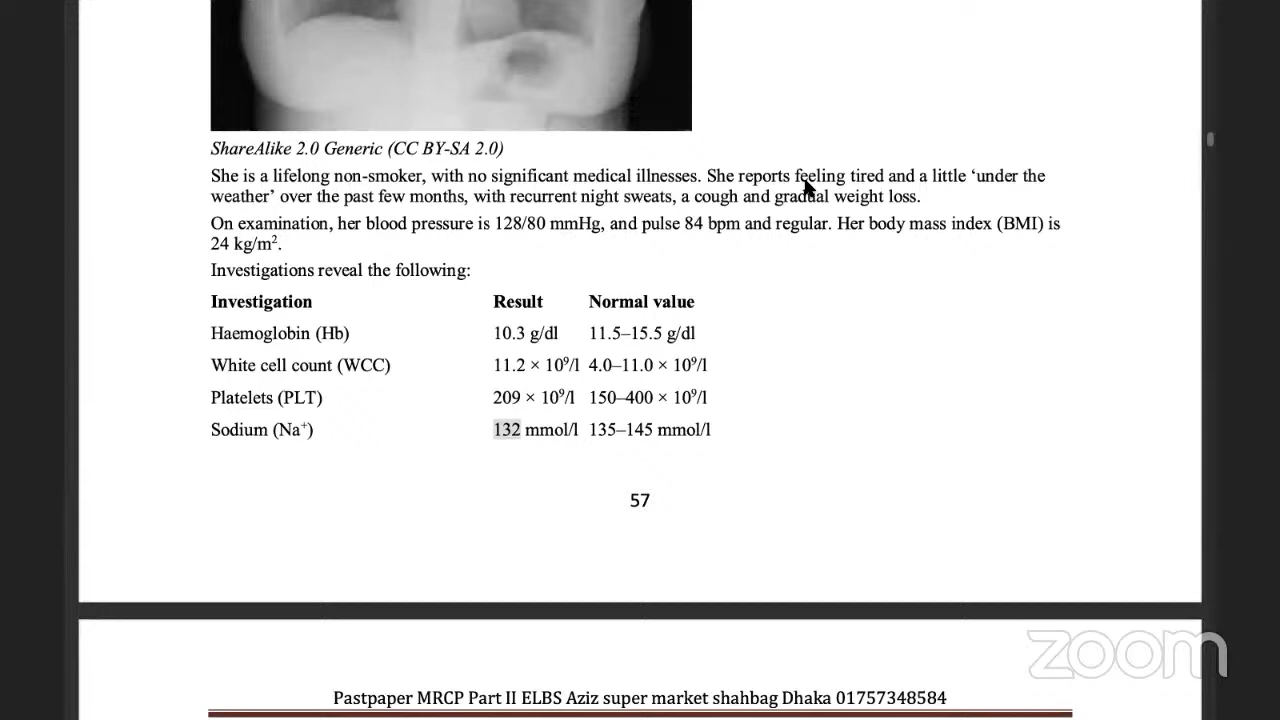 ShareAlike 2.0 Generic (CC BY-SA 2.0)
She is a lifelong non-smoker, with no significant medical illnesses. She reports feeling tired and a little ‘under the
weather’ over the past few months, with recurrent night sweats, a cough and gradual weight loss.
On examination, her blood pressure is 128/80 mmHg, and pulse 84 bpm and regular. Her body mass index (BMI) is
24 kg/m².
Investigations reveal the following:
Investigation Result Normal value
Haemoglobin (Hb) 10.3 g/dl 11.5–15.5 g/dl
White cell count (WCC) 11.2 × 10⁹/l 4.0–11.0 × 10⁹/l
Platelets (PLT) 209 × 10⁹/l 150–400 × 10⁹/l
Sodium (Na⁺) 132 mmol/l 135–145 mmol/l
57
zoom
Pastpaper MRCP Part II ELBS Aziz super market shahbag Dhaka 01757348584